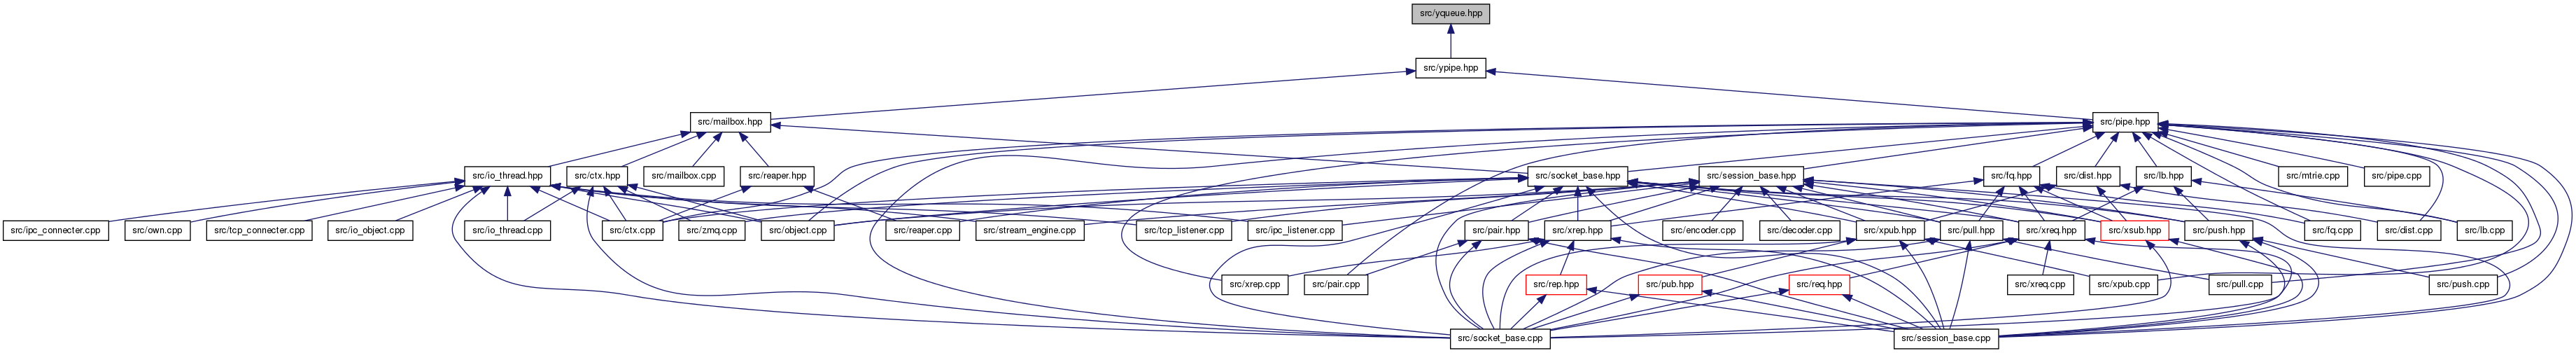 src/yqueue.hpp
src/ypipe.hpp
src/mailbox.hpp
src/pipe.hpp
src/io_thread.hpp
src/ctx.hpp
src/mailbox.cpp
src/reaper.hpp
src/socket_base.hpp
src/session_base.hpp
src/fq.hpp
src/dist.hpp
src/lb.hpp
src/mtrie.cpp
src/pipe.cpp
src/ipc_connecter.cpp
src/own.cpp
src/tcp_connecter.cpp
src/io_object.cpp
src/io_thread.cpp
src/ctx.cpp
src/zmq.cpp
src/object.cpp
src/reaper.cpp
src/stream_engine.cpp
src/tcp_listener.cpp
src/ipc_listener.cpp
src/pair.hpp
src/xrep.hpp
src/encoder.cpp
src/decoder.cpp
src/xpub.hpp
src/pull.hpp
src/xreq.hpp
src/xsub.hpp
src/push.hpp
src/fq.cpp
src/dist.cpp
src/lb.cpp
src/xrep.cpp
src/pair.cpp
src/rep.hpp
src/pub.hpp
src/req.hpp
src/xreq.cpp
src/xpub.cpp
src/pull.cpp
src/push.cpp
src/socket_base.cpp
src/session_base.cpp